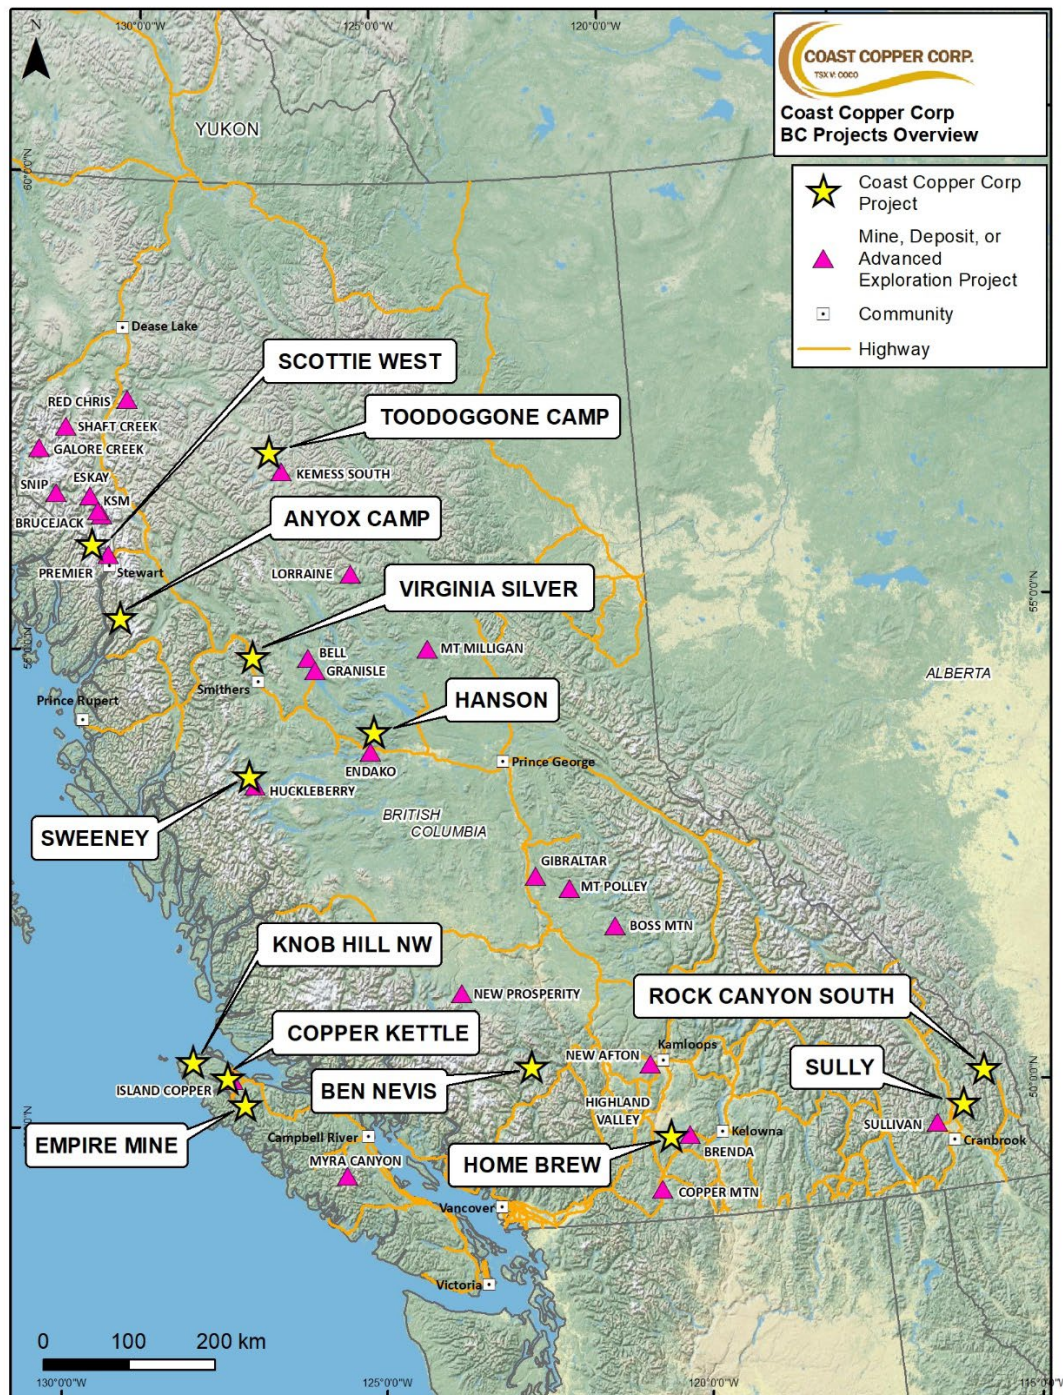 130°0'0"W
125°0'0"W
120°0'0"W
N
COAST COPPER CORP.
TSX V: COCO
Coast Copper Corp
BC Projects Overview
YUKON
60°0'0"N
Coast Copper Corp
Project
Mine, Deposit, or
Advanced
Exploration Project
Community
Highway
Dease Lake
SCOTTIE WEST
RED CHRIS
TOODOGGONE CAMP
SHAFT CREEK
GALORE CREEK
KEMESS SOUTH
ESKAY
SNIP
KSM
ANYOX CAMP
BRUCEJACK
PREMIER
Stewart
LORRAINE
VIRGINIA SILVER
55°0'0"N
55°0'0"N
BELL
MT MILLIGAN
GRANISLE
ALBERTA
Smithers
Prince Rupert
HANSON
Prince George
ENDAKO
HUCKLEBERRY
BRITISH
COLUMBIA
SWEENEY
GIBRALTAR
MT POLLEY
BOSS MTN
KNOB HILL NW
NEW PROSPERITY
ROCK CANYON SOUTH
COPPER KETTLE
Kamloops
NEW AFTON
SULLY
50°0'0"N
ISLAND COPPER
BEN NEVIS
HIGHLAND
VALLEY
SULLIVAN
EMPIRE MINE
Campbell River
Kelowna
Cranbrook
BRENDA
HOME BREW
MYRA CANYON
COPPER MTN
Vancover
Victoria
0 100 200 km
130°0'0"W
125°0'0"W
120°0'0"W
115°0'0"W